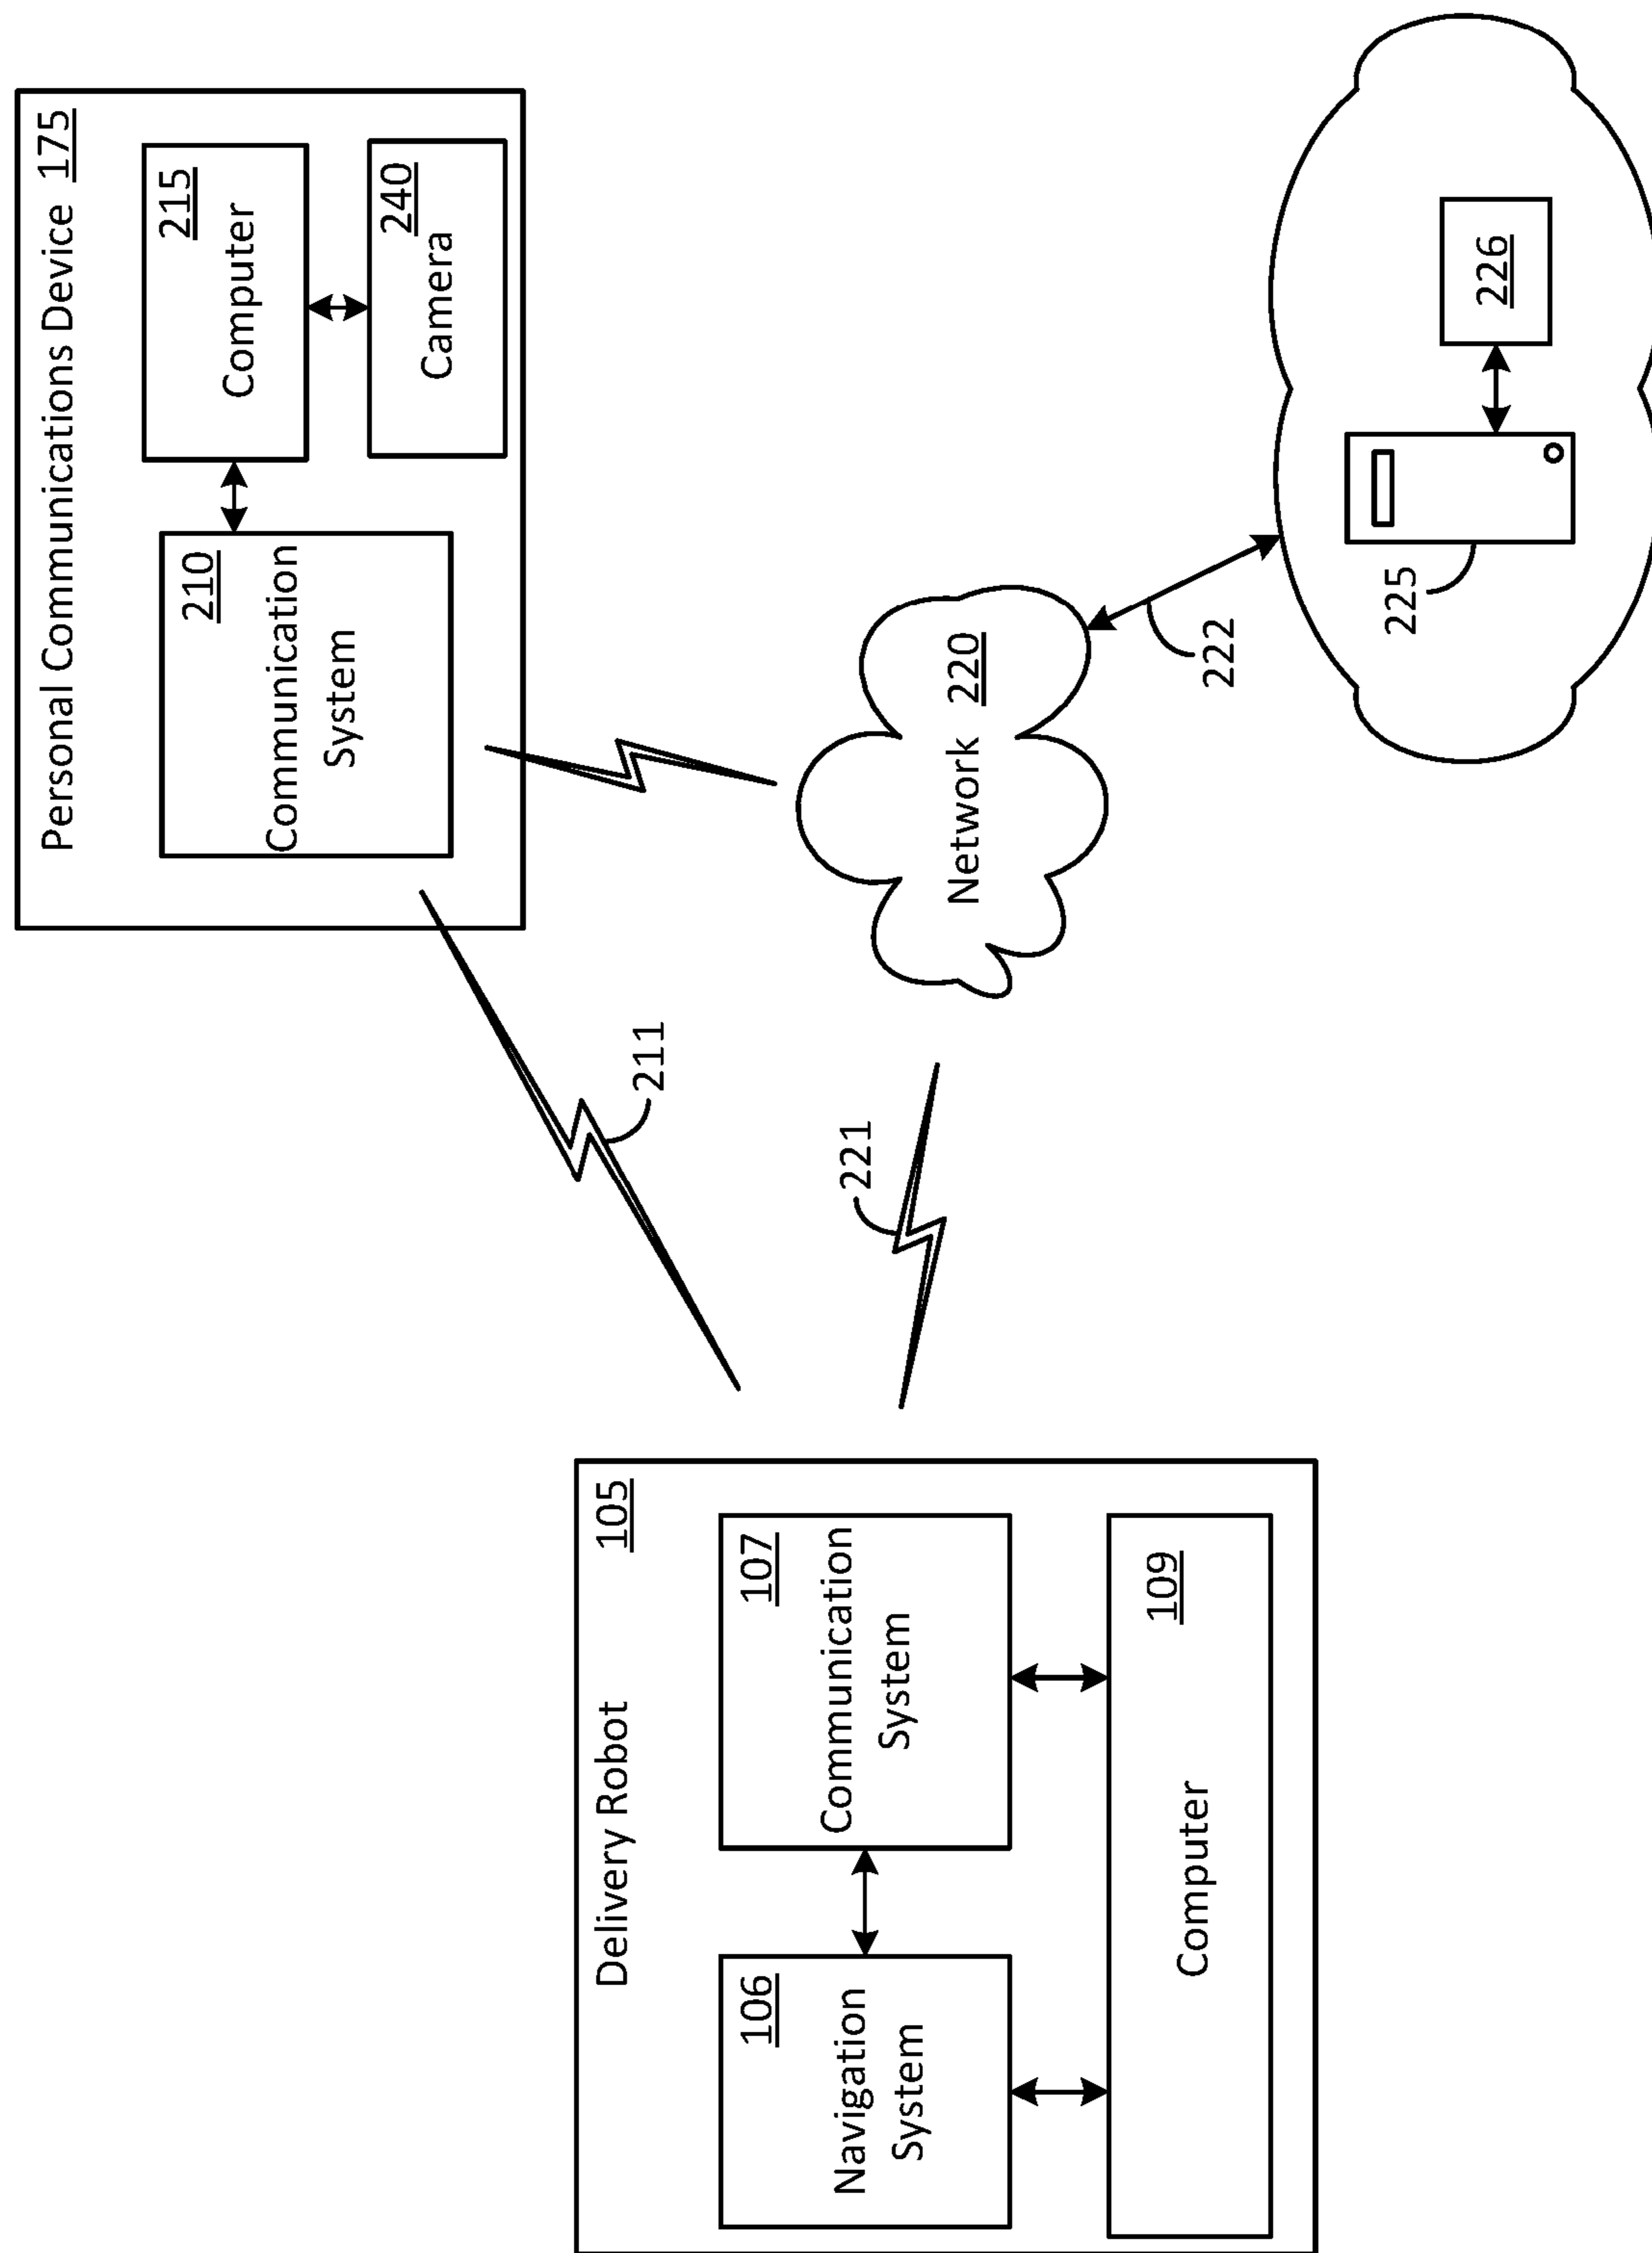 Personal Communications Device 175
210
Communication
System
215
Computer
240
Camera
211
Delivery Robot 105
106
Navigation
System
107
Communication
System
109
Computer
221
Network 220
222
225
226